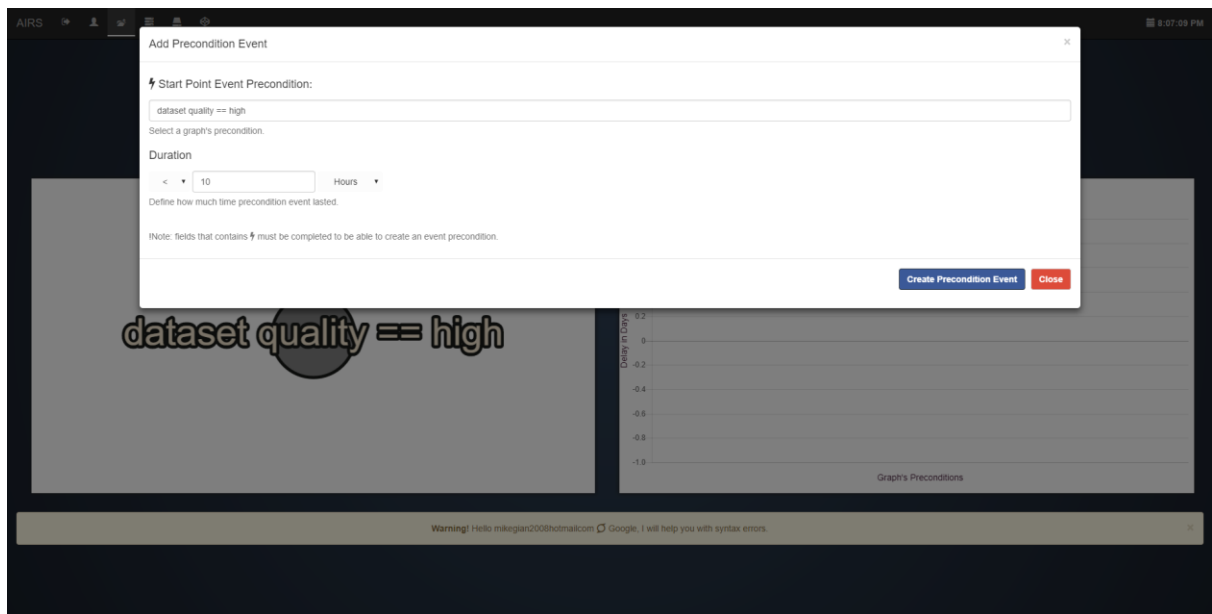 AIRS
8:07:09 PM
Add Precondition Event
×
Start Point Event Precondition:
dataset quality == high
Select a graph's precondition.
Duration
< 10 Hours
Define how much time precondition event lasted.
!Note: fields that contains must be completed to be able to create an event precondition.
Create Precondition Event Close
dataset quality == high
Delay in Days
0.2
0
-0.2
-0.4
-0.6
-0.8
-1.0
Graph's Preconditions
Warning! Hello mikegian2008hotmailcom Google, I will help you with syntax errors.
×